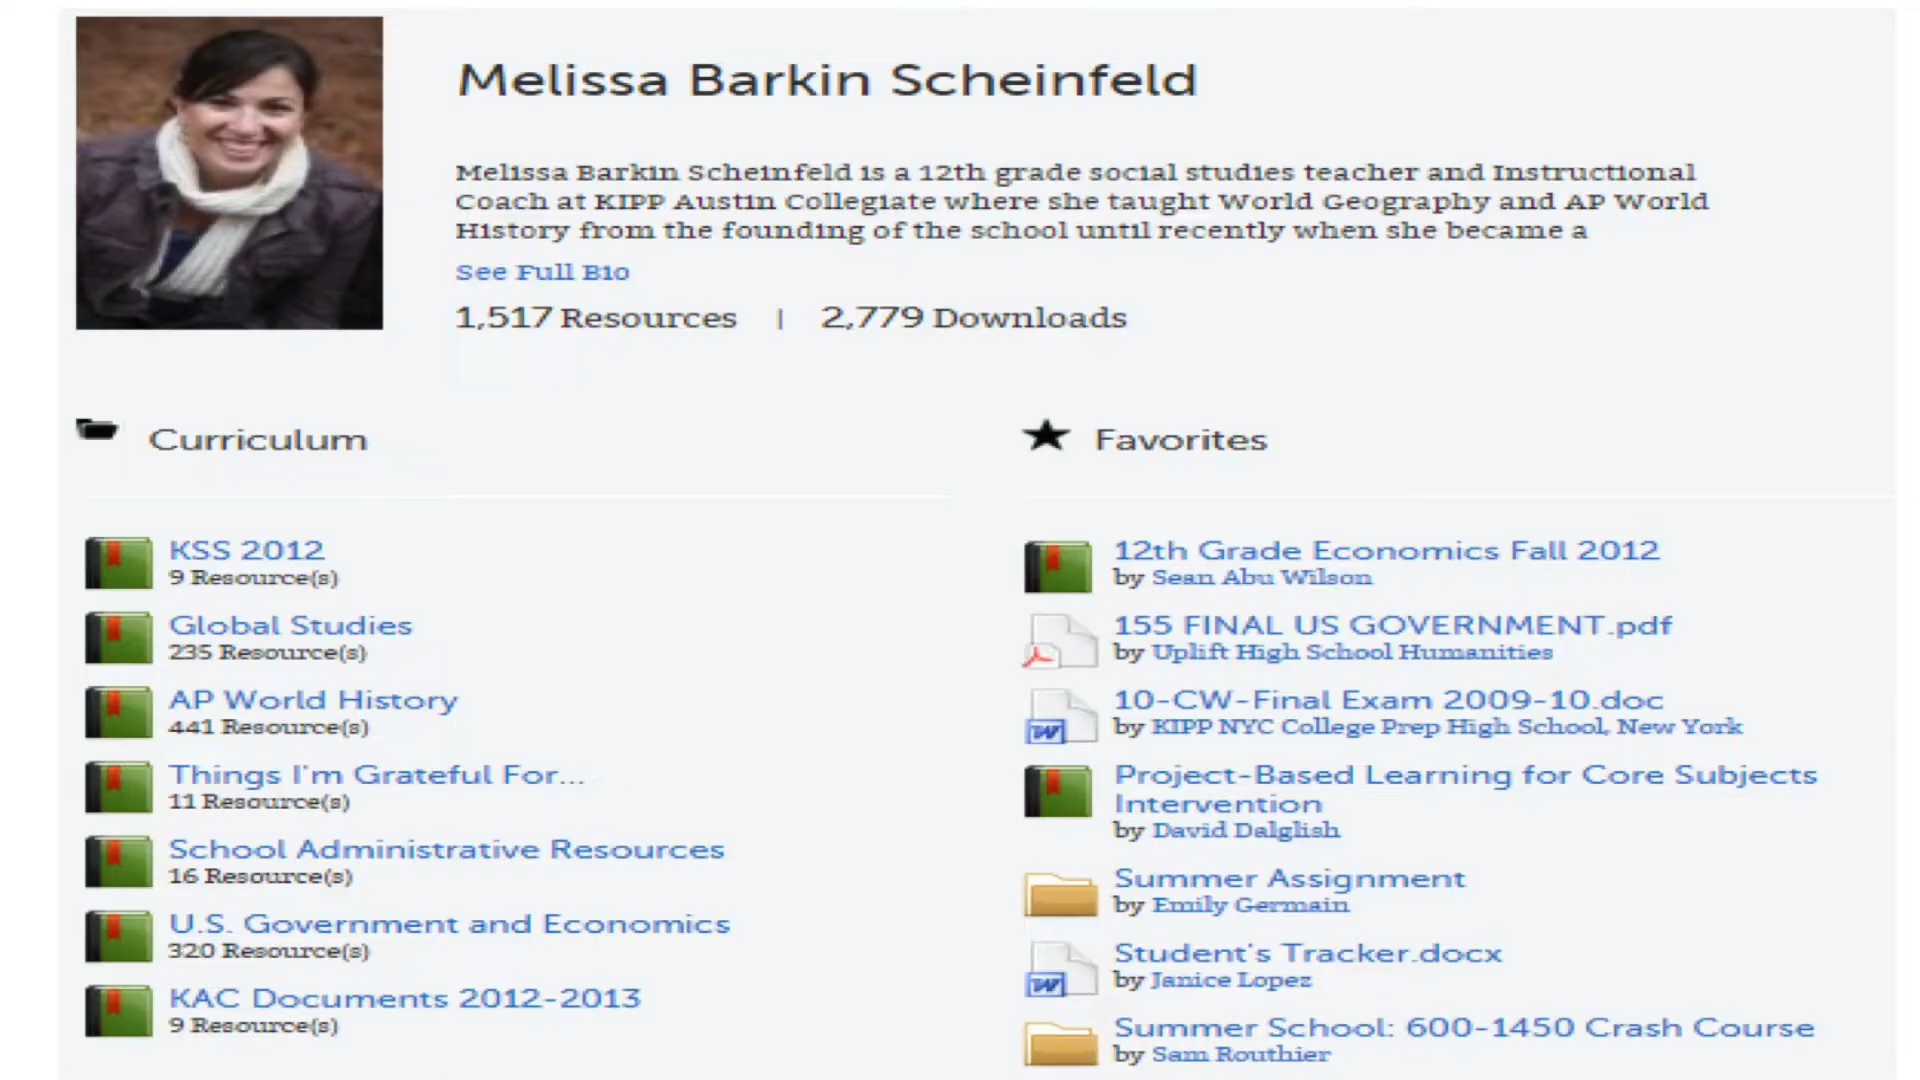 Melissa Barkin Scheinfeld
Melissa Barkin Scheinfeld is a 12th grade social studies teacher and Instructional
Coach at KIPP Austin Collegiate where she taught World Geography and AP World
History from the founding of the school until recently when she became a
See Full Bio
1,517 Resources | 2,779 Downloads
Curriculum
KSS 2012
9 Resource(s)
Global Studies
235 Resource(s)
AP World History
441 Resource(s)
Things I'm Grateful For...
11 Resource(s)
School Administrative Resources
16 Resource(s)
U.S. Government and Economics
320 Resource(s)
KAC Documents 2012-2013
9 Resource(s)
Favorites
12th Grade Economics Fall 2012
by Sean Abu Wilson
155 FINAL US GOVERNMENT.pdf
by Uplift High School Humanities
10-CW-Final Exam 2009-10.doc
by KIPP NYC College Prep High School, New York
Project-Based Learning for Core Subjects
Intervention
by David Dalglish
Summer Assignment
by Emily Germain
Student's Tracker.docx
by Janice Lopez
Summer School: 600-1450 Crash Course
by Sam Routhier